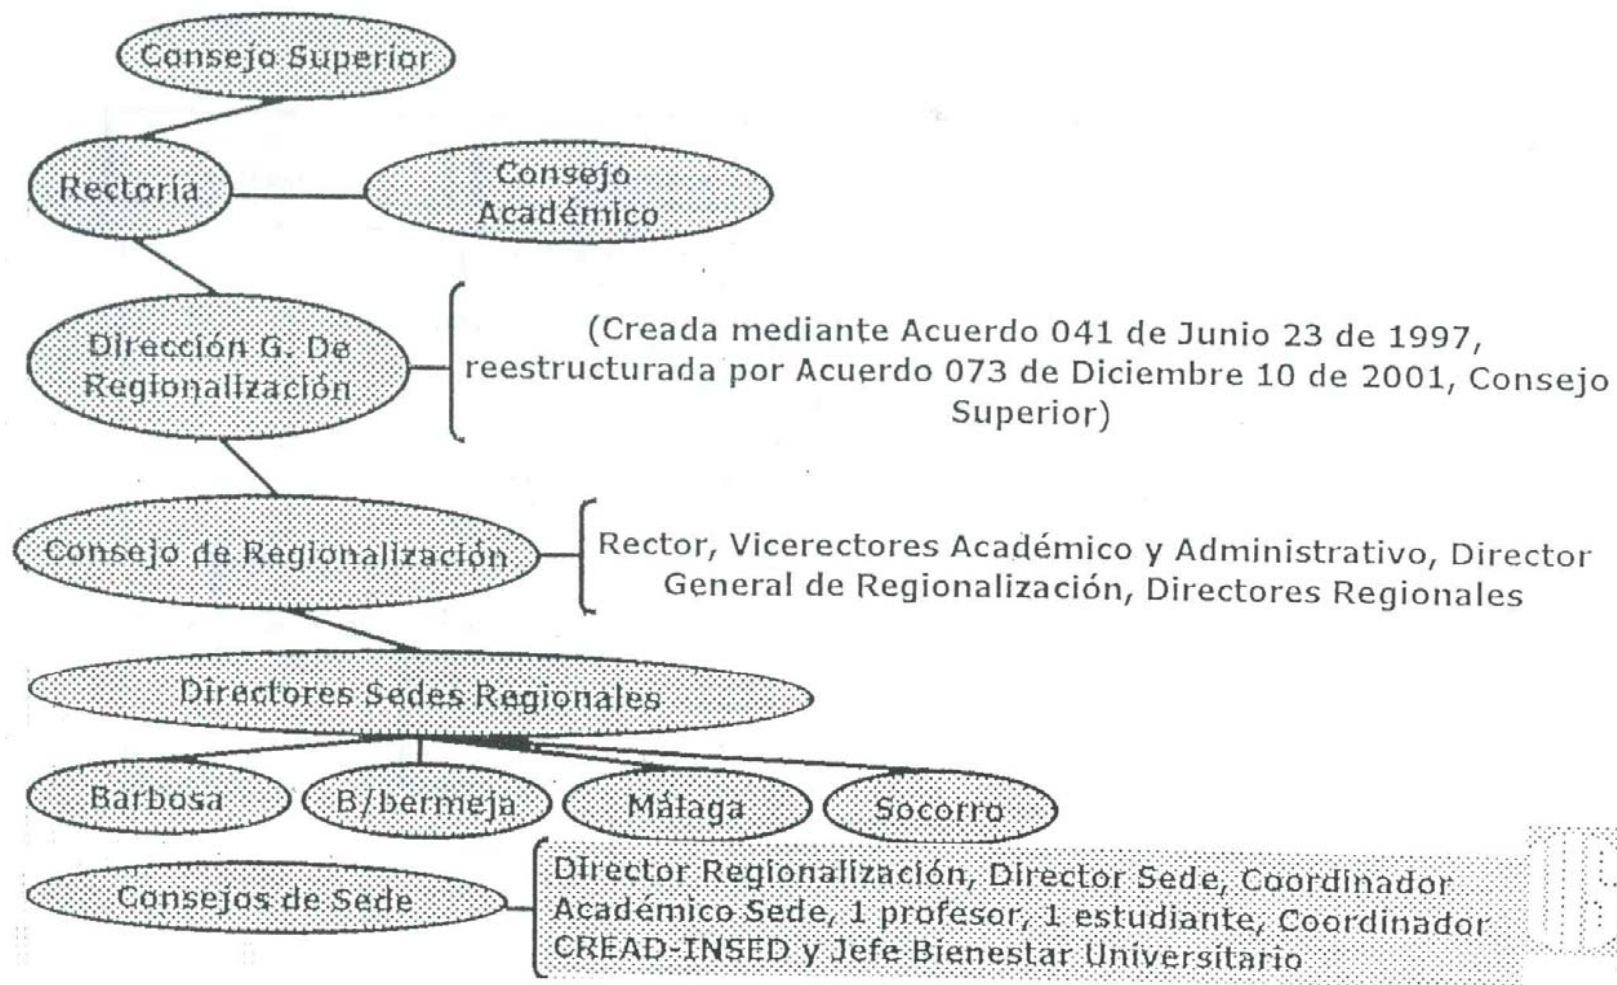 Consejo Superior
Rectoría
Consejo
Académico
Dirección G. De
Regionalización
(Creada mediante Acuerdo 041 de Junio 23 de 1997,
reestructurada por Acuerdo 073 de Diciembre 10 de 2001, Consejo
Superior)
Consejo de Regionalización
Rector, Vicerectores Académico y Administrativo, Director
General de Regionalización, Directores Regionales
Directores Sedes Regionales
Barbosa
B/bermeja
Málaga
Socorro
Consejos de Sede
Director Regionalización, Director Sede, Coordinador
Académico Sede, 1 profesor, 1 estudiante, Coordinador
CREAD-INSED y Jefe Bienestar Universitario